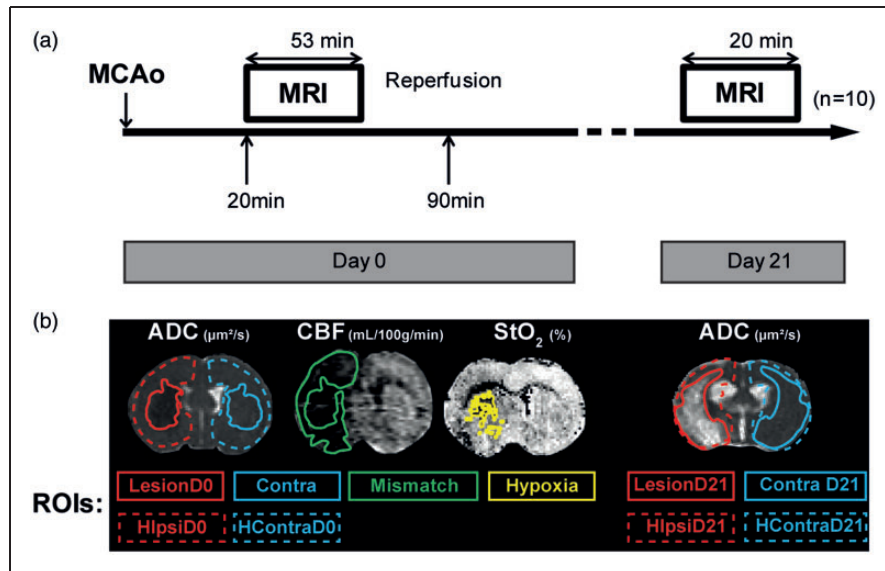 (a)
53 min
20 min
MCAo
MRI
Reperfusion
MRI
(n=10)
20min
90min
Day 0
Day 21
(b)
ADC (µm²/s)
CBF (mL/100g/min)
StO₂ (%)
ADC (µm²/s)
ROIs:
LesionD0
Contra
Mismatch
Hypoxia
LesionD21
Contra D21
HIpsiD0
HContraD0
HIpsiD21
HContraD21